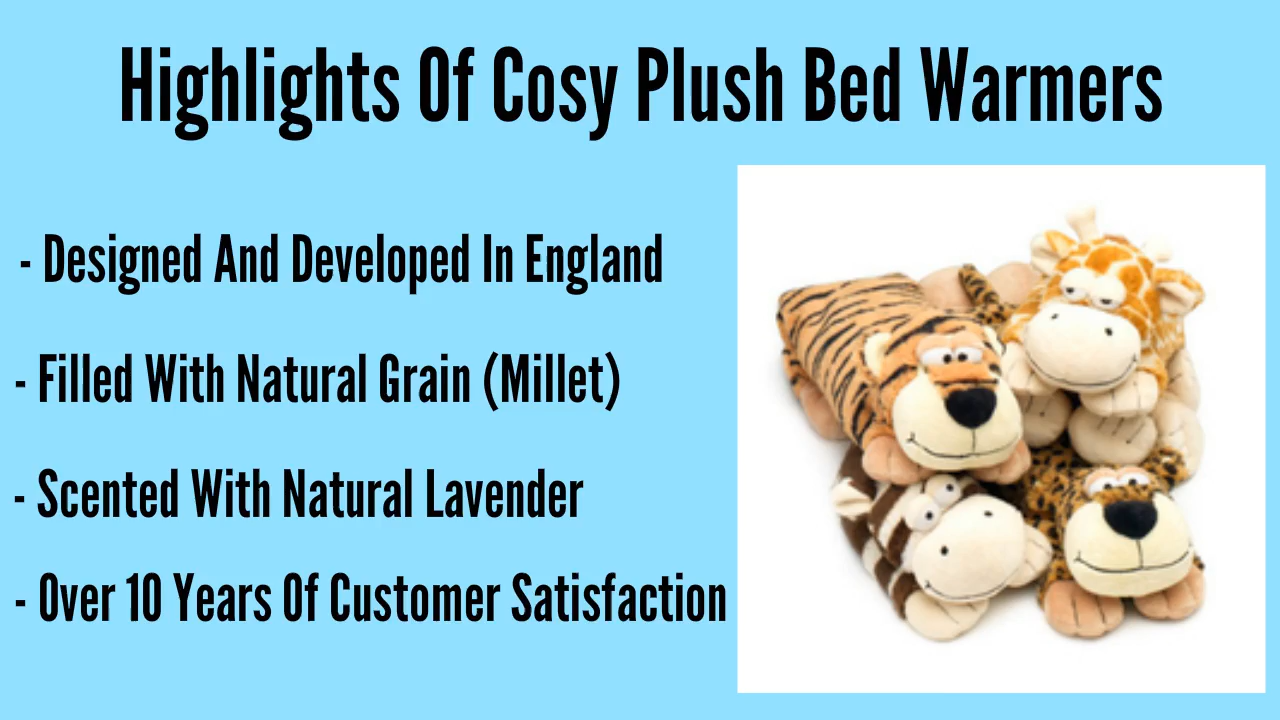 Highlights Of Cosy Plush Bed Warmers
- Designed And Developed In England
- Filled With Natural Grain (Millet)
- Scented With Natural Lavender
- Over 10 Years Of Customer Satisfaction